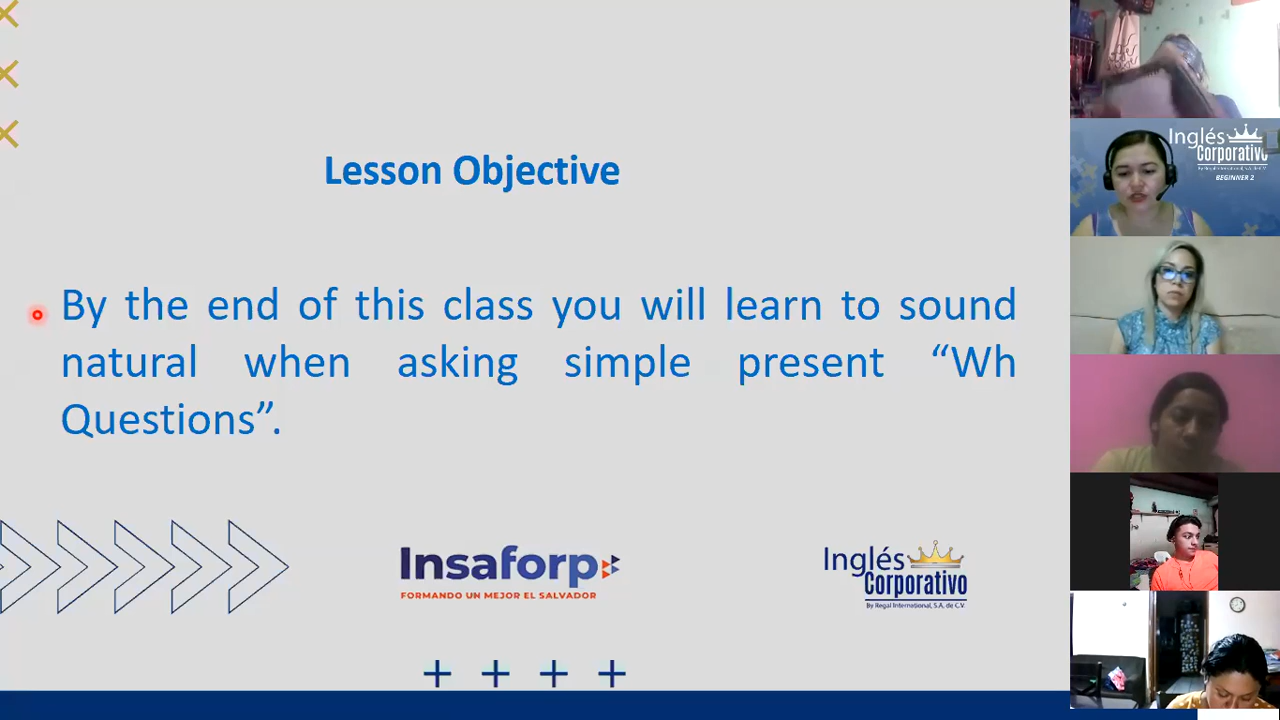 Lesson Objective
By the end of this class you will learn to sound
natural when asking simple present “Wh
Questions”.
Insaforp
FORMANDO UN MEJOR EL SALVADOR
Inglés
Corporativo
By Regal International, S.A. de C.V.
Inglés
Corporativo
BEGINNER 2